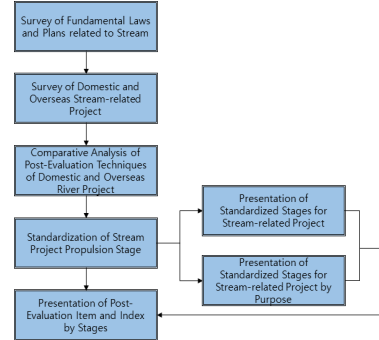 Survey of Fundamental Laws
and Plans related to Stream
Survey of Domestic and
Overseas Stream-related
Project
Comparative Analysis of
Post-Evaluation Techniques
of Domestic and Overseas
River Project
Standardization of Stream
Project Propulsion Stage
Presentation of
Standardized Stages for
Stream-related Project
Presentation of
Standardized Stages for
Stream-related Project by
Purpose
Presentation of Post-
Evaluation Item and Index
by Stages